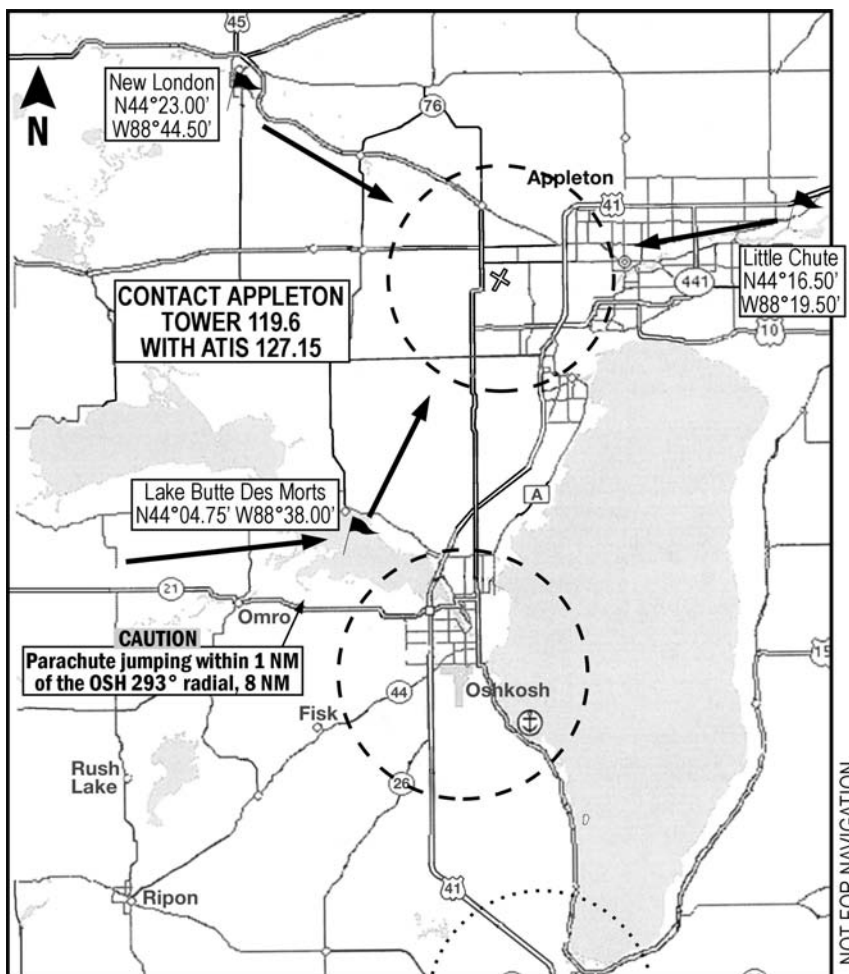 45
New London
N44°23.00'
W88°44.50'
N
76
Appleton
41
Little Chute
N44°16.50'
W88°19.50'
441
10
CONTACT APPLETON
TOWER 119.6
WITH ATIS 127.15
Lake Butte Des Morts
N44°04.75' W88°38.00'
A
21
Omro
CAUTION
Parachute jumping within 1 NM
of the OSH 293° radial, 8 NM
15
Oshkosh
44
Fisk
Rush
Lake
26
Ripon
41
NOT FOR NAVIGATION